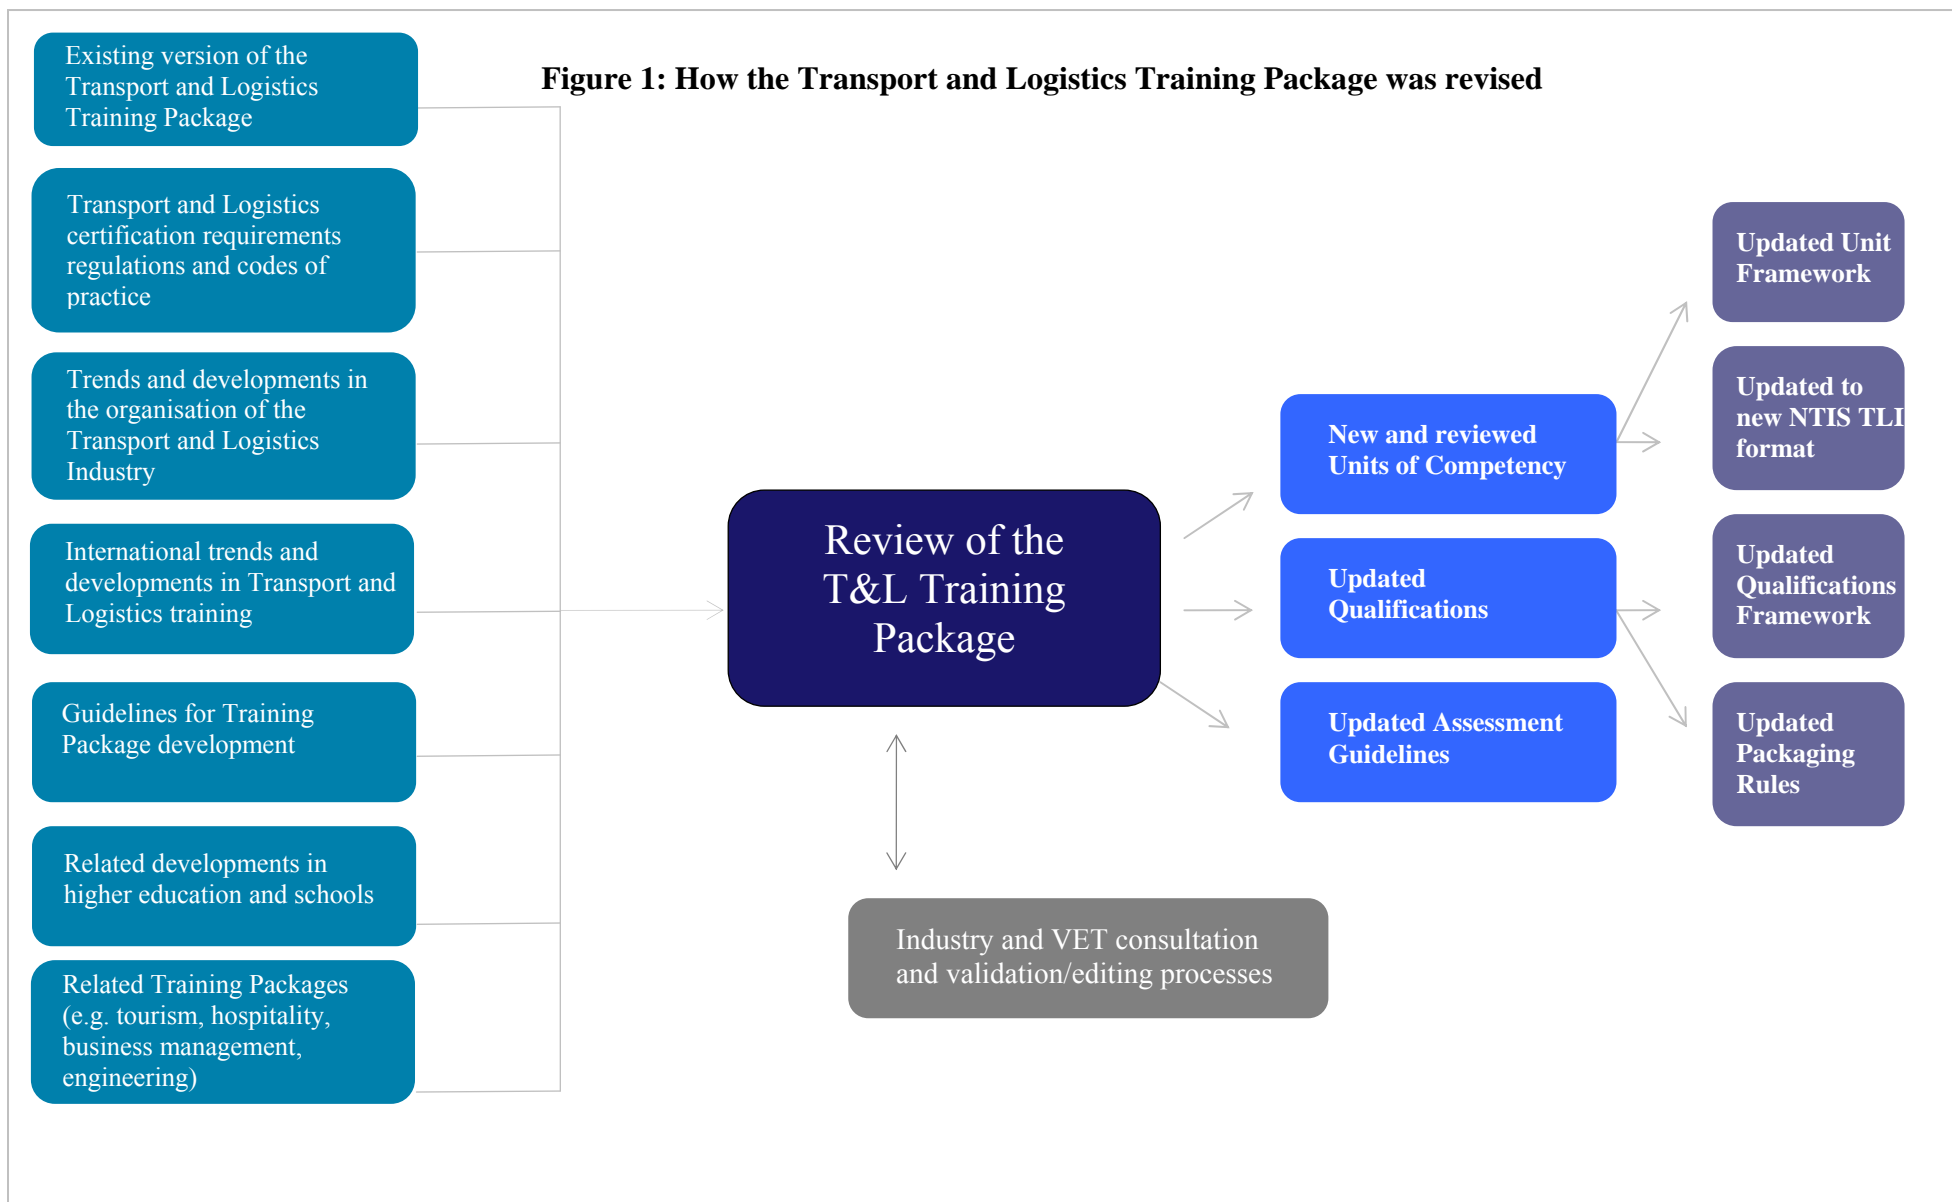 Figure 1: How the Transport and Logistics Training Package was revised
Existing version of the
Transport and Logistics
Training Package
Transport and Logistics
certification requirements
regulations and codes of
practice
Trends and developments in
the organisation of the
Transport and Logistics
Industry
International trends and
developments in Transport and
Logistics training
Guidelines for Training
Package development
Related developments in
higher education and schools
Related Training Packages
(e.g. tourism, hospitality,
business management,
engineering)
Review of the
T&L Training
Package
Industry and VET consultation
and validation/editing processes
New and reviewed
Units of Competency
Updated
Qualifications
Updated Assessment
Guidelines
Updated Unit
Framework
Updated to
new NTIS TLI
format
Updated
Qualifications
Framework
Updated
Packaging
Rules